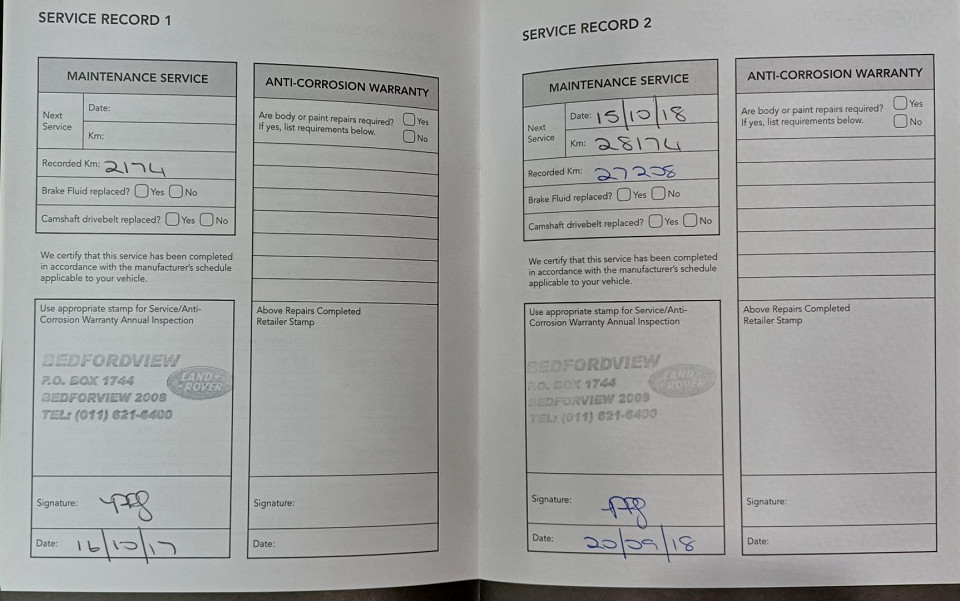 SERVICE RECORD 1
MAINTENANCE SERVICE
Next Service
Date:
Km:
Recorded Km: 2174
Brake Fluid replaced? Yes No
Camshaft drivebelt replaced? Yes No
We certify that this service has been completed
in accordance with the manufacturer's schedule
applicable to your vehicle.
Use appropriate stamp for Service/Anti-
Corrosion Warranty Annual Inspection
BEDFORDVIEW
P.O. BOX 1744
BEDFORVIEW 2008
TEL: (011) 621-6400
LAND-
ROVER
Signature:
Date: 16/10/17
ANTI-CORROSION WARRANTY
Are body or paint repairs required? Yes
If yes, list requirements below. No
Above Repairs Completed
Retailer Stamp
Signature:
Date:
SERVICE RECORD 2
MAINTENANCE SERVICE
Next Service
Date: 15/10/18
Km: 28174
Recorded Km: 27208
Brake Fluid replaced? Yes No
Camshaft drivebelt replaced? Yes No
We certify that this service has been completed
in accordance with the manufacturer's schedule
applicable to your vehicle.
Use appropriate stamp for Service/Anti-
Corrosion Warranty Annual Inspection
BEDFORDVIEW
P.O. BOX 1744
BEDFORVIEW 2008
TEL: (011) 621-6400
LAND-
ROVER
Signature:
Date: 20/09/18
ANTI-CORROSION WARRANTY
Are body or paint repairs required? Yes
If yes, list requirements below. No
Above Repairs Completed
Retailer Stamp
Signature:
Date: